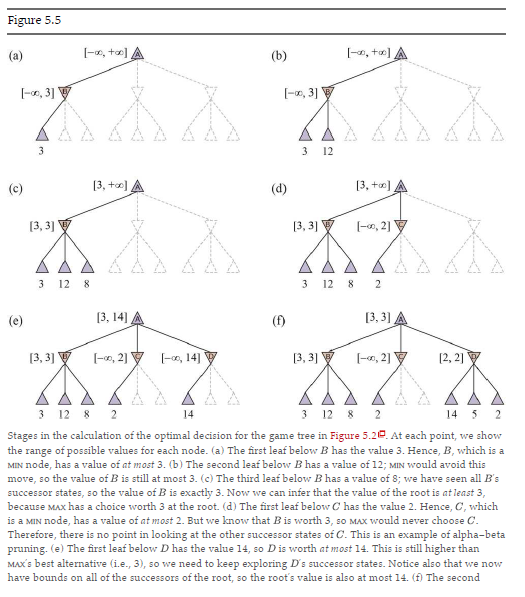 Figure 5.5
(a)
[−∞, +∞] A
[−∞, 3] B
3
(b)
[−∞, +∞] A
[−∞, 3] B
3 12
(c)
[3, +∞] A
[3, 3] B
3 12 8
(d)
[3, +∞] A
[3, 3] B [−∞, 2] C
3 12 8 2
(e)
[3, 14] A
[3, 3] B [−∞, 2] C [−∞, 14] D
3 12 8 2 14
(f)
[3, 3] A
[3, 3] B [−∞, 2] C [2, 2] D
3 12 8 2 14 5 2
Stages in the calculation of the optimal decision for the game tree in Figure 5.2. At each point, we show
the range of possible values for each node. (a) The first leaf below B has the value 3. Hence, B, which is a
MIN node, has a value of at most 3. (b) The second leaf below B has a value of 12; MIN would avoid this
move, so the value of B is still at most 3. (c) The third leaf below B has a value of 8; we have seen all B's
successor states, so the value of B is exactly 3. Now we can infer that the value of the root is at least 3,
because MAX has a choice worth 3 at the root. (d) The first leaf below C has the value 2. Hence, C, which
is a MIN node, has a value of at most 2. But we know that B is worth 3, so MAX would never choose C.
Therefore, there is no point in looking at the other successor states of C. This is an example of alpha–beta
pruning. (e) The first leaf below D has the value 14, so D is worth at most 14. This is still higher than
MAX's best alternative (i.e., 3), so we need to keep exploring D's successor states. Notice also that we now
have bounds on all of the successors of the root, so the root's value is also at most 14. (f) The second